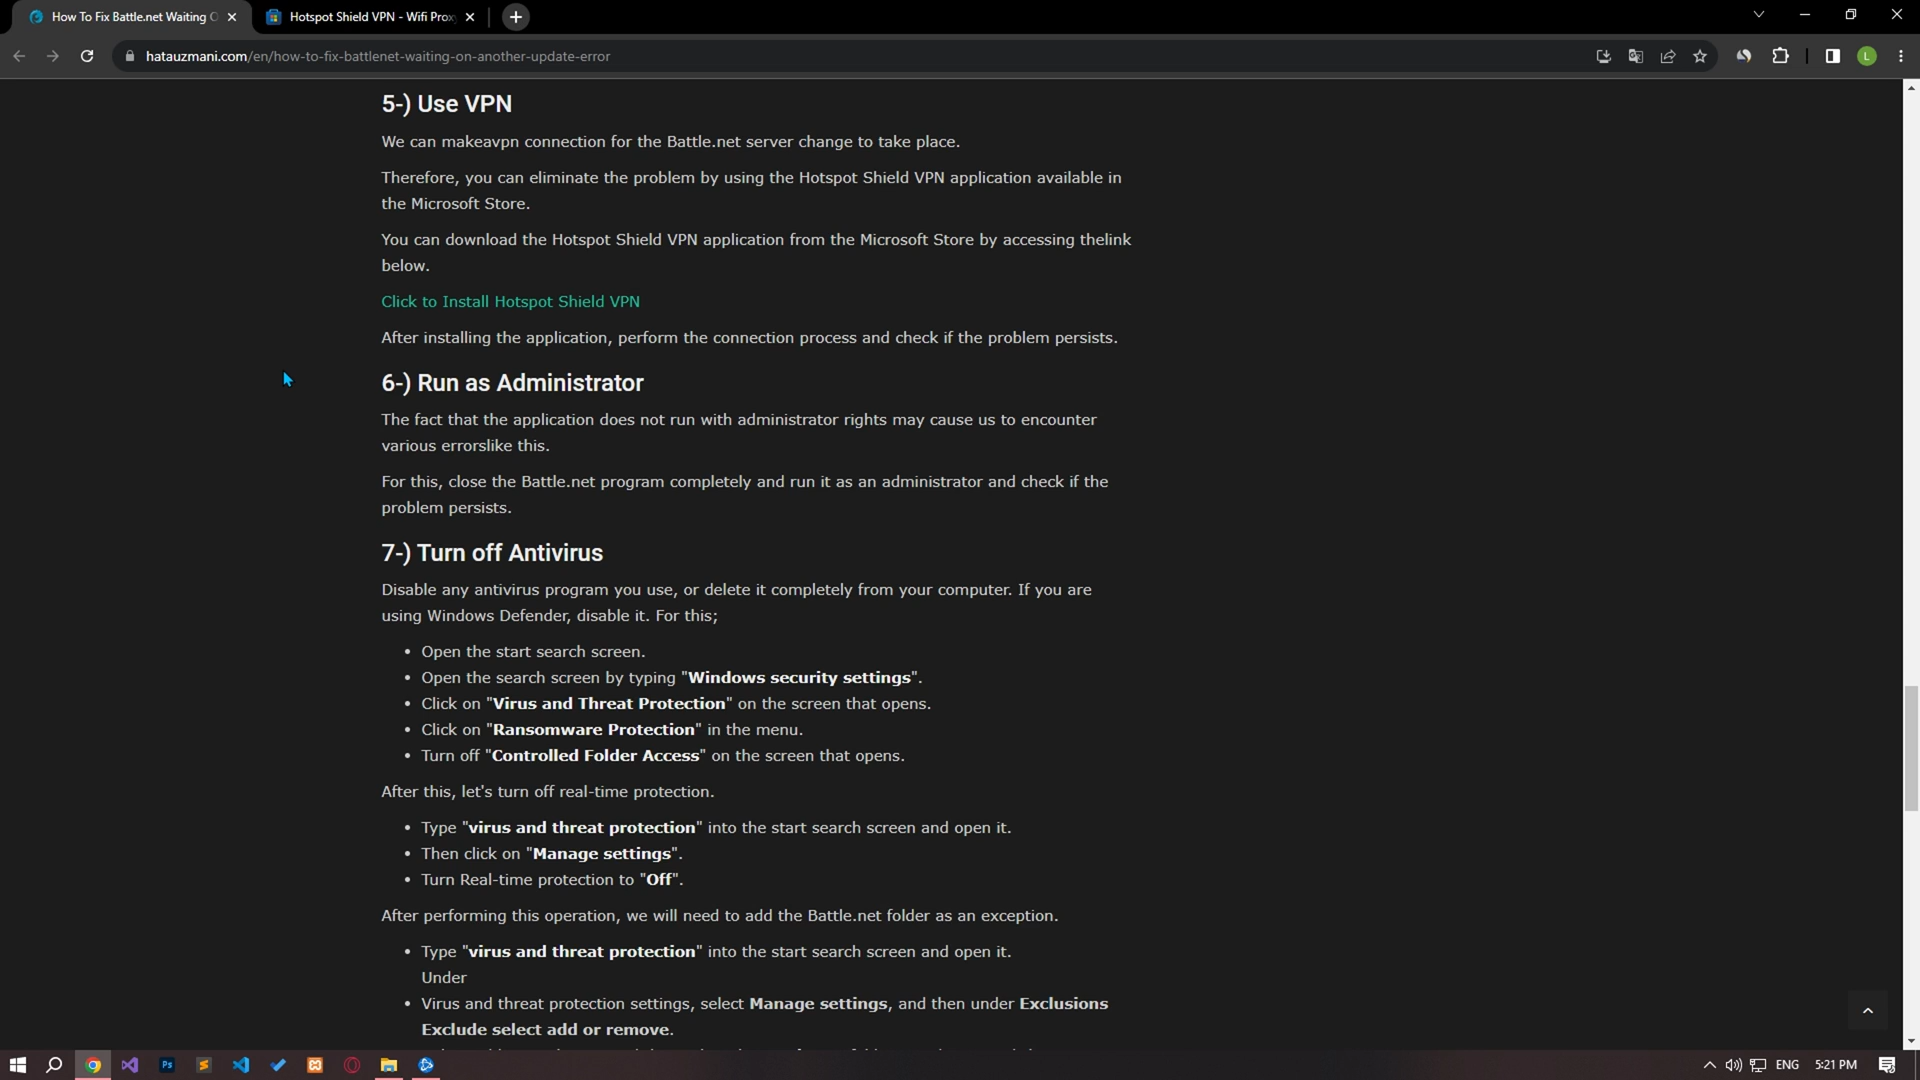 How To Fix Battle.net Waiting O
Hotspot Shield VPN - Wifi Proxy
hatauzmani.com/en/how-to-fix-battlenet-waiting-on-another-update-error
L
5-) Use VPN
We can makeavpn connection for the Battle.net server change to take place.
Therefore, you can eliminate the problem by using the Hotspot Shield VPN application available in
the Microsoft Store.
You can download the Hotspot Shield VPN application from the Microsoft Store by accessing thelink
below.
Click to Install Hotspot Shield VPN
After installing the application, perform the connection process and check if the problem persists.
6-) Run as Administrator
The fact that the application does not run with administrator rights may cause us to encounter
various errorslike this.
For this, close the Battle.net program completely and run it as an administrator and check if the
problem persists.
7-) Turn off Antivirus
Disable any antivirus program you use, or delete it completely from your computer. If you are
using Windows Defender, disable it. For this;
• Open the start search screen.
• Open the search screen by typing "Windows security settings".
• Click on "Virus and Threat Protection" on the screen that opens.
• Click on "Ransomware Protection" in the menu.
• Turn off "Controlled Folder Access" on the screen that opens.
After this, let's turn off real-time protection.
• Type "virus and threat protection" into the start search screen and open it.
• Then click on "Manage settings".
• Turn Real-time protection to "Off".
After performing this operation, we will need to add the Battle.net folder as an exception.
• Type "virus and threat protection" into the start search screen and open it.
Under
• Virus and threat protection settings, select Manage settings, and then under Exclusions
Exclude select add or remove.
Ps
ENG
5:21 PM